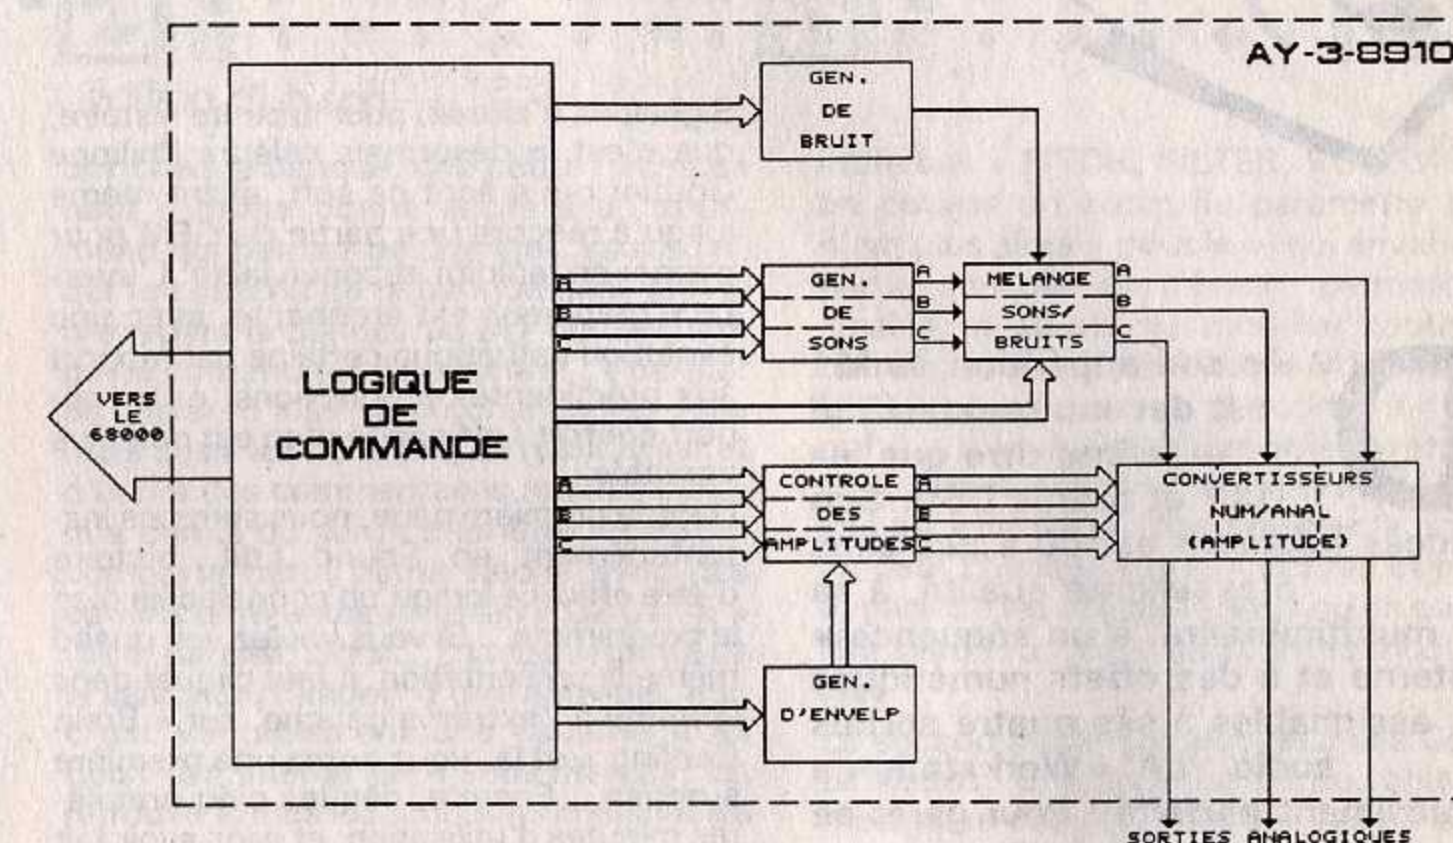 AY-3-8910
GEN.
DE
BRUIT
A
B
C
GEN.
DE
SONS
A
B
C
MELANGE
SONS/
BRUITS
A
B
C
VERS
LE
68000
LOGIQUE
DE
COMMANDE
A
B
C
CONTROLE
DES
AMPLITUDES
A
B
C
CONVERTISSEURS
NUM/ANAL
(AMPLITUDE)
GEN.
D'ENVELP
SORTIES ANALOGIQUES